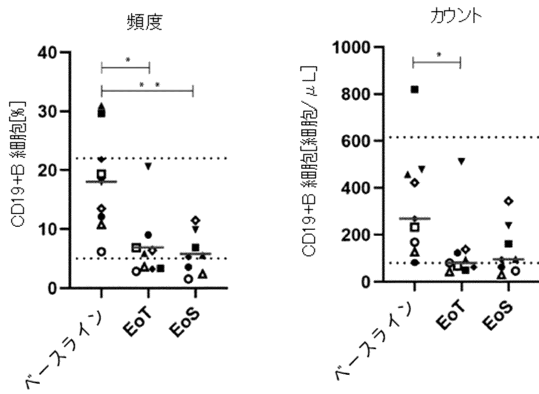 頻度
CD19+B 細胞[%]
40
30
20
10
0
*
* *
ベースライン
EoT
EoS
カウント
CD19+B 細胞[細胞/μL]
1000
800
600
400
200
0
*
ベースライン
EoT
EoS